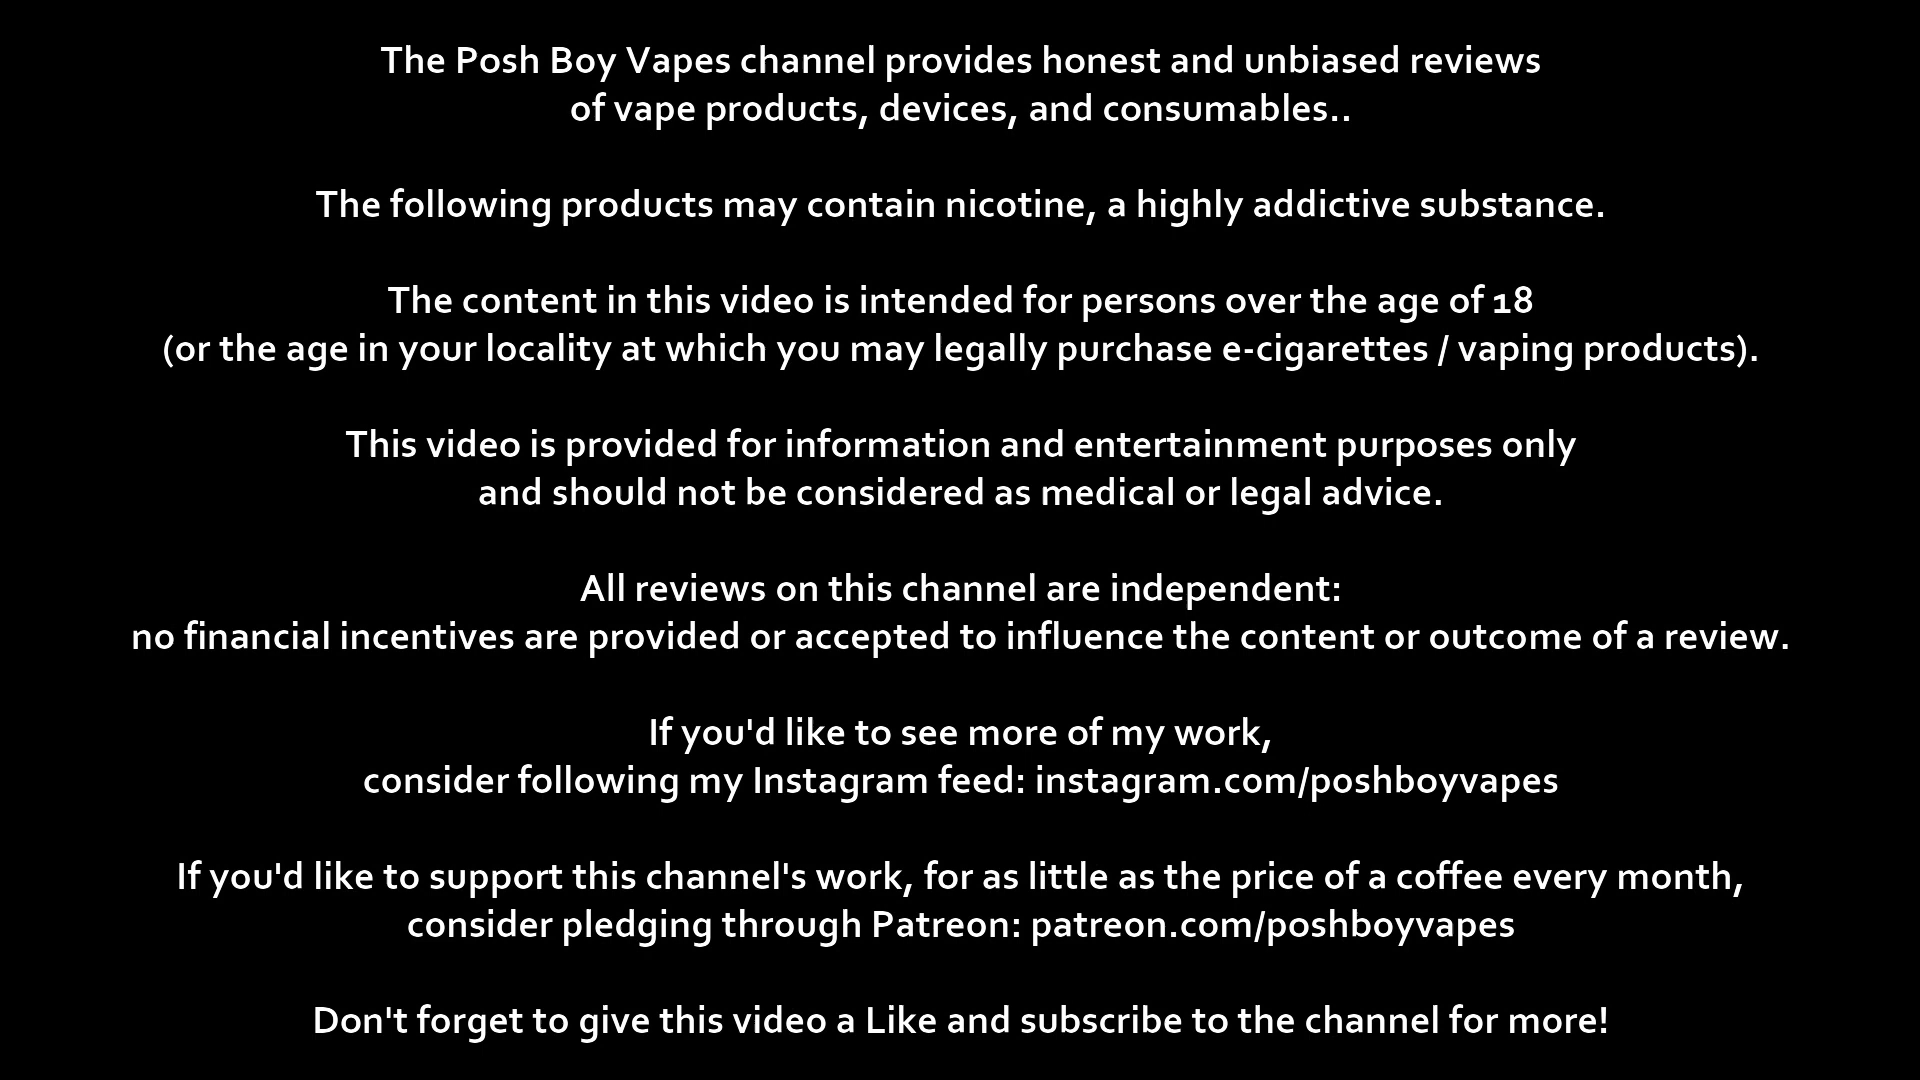 The Posh Boy Vapes channel provides honest and unbiased reviews
of vape products, devices, and consumables..
The following products may contain nicotine, a highly addictive substance.
The content in this video is intended for persons over the age of 18
(or the age in your locality at which you may legally purchase e-cigarettes / vaping products).
This video is provided for information and entertainment purposes only
and should not be considered as medical or legal advice.
All reviews on this channel are independent:
no financial incentives are provided or accepted to influence the content or outcome of a review.
If you'd like to see more of my work,
consider following my Instagram feed: instagram.com/poshboyvapes
If you'd like to support this channel's work, for as little as the price of a coffee every month,
consider pledging through Patreon: patreon.com/poshboyvapes
Don't forget to give this video a Like and subscribe to the channel for more!